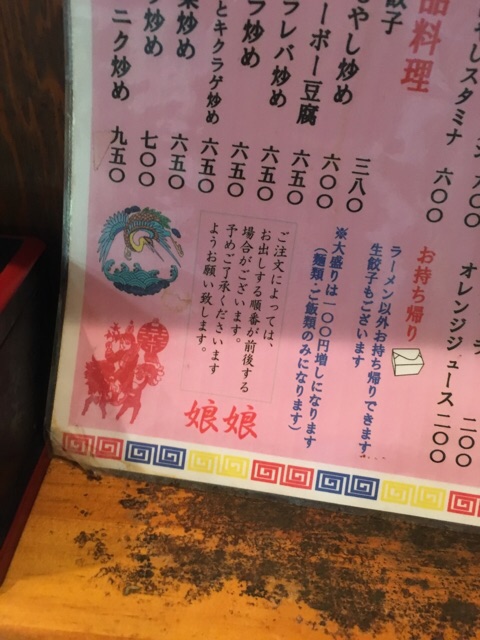 しスタミナ 六〇〇
オレンジジュース 二〇〇
二〇〇
品料理
お持ち帰り
ラーメン以外お持ち帰りできます…
生餃子もございます
餃子 三八〇
もやし炒め 六〇〇
ーボー豆腐 六五〇
ラレバ炒め 六五〇
ラ炒め 六五〇
とキクラゲ炒め 六五〇
菜炒め 六五〇
炒め 七〇〇
ニク炒め 九五〇
※大盛りは一〇〇円増しになります
(麺類・ご飯類のみになります)
ご注文によっては、
お出しする順番が前後する
場合がございます。
予めご了承くださいます
ようお願い致します。
娘娘